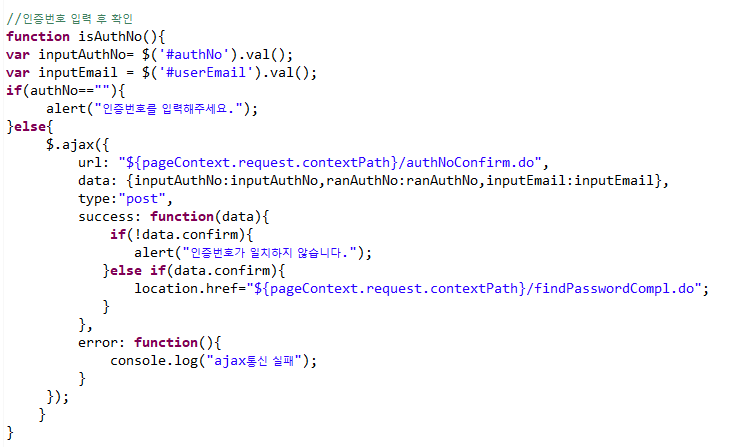 //인증번호 입력 후 확인
function isAuthNo(){
var inputAuthNo= $('#authNo').val();
var inputEmail = $('#userEmail').val();
if(authNo==""){
     alert("인증번호를 입력해주세요.");
}else{
     $.ajax({
         url: "${pageContext.request.contextPath}/authNoConfirm.do",
         data: {inputAuthNo:inputAuthNo,ranAuthNo:ranAuthNo,inputEmail:inputEmail},
         type:"post",
         success: function(data){
             if(!data.confirm){
                alert("인증번호가 일치하지 않습니다.");
            }else if(data.confirm){
                location.href="${pageContext.request.contextPath}/findPasswordCompl.do";
            }
         },
         error: function(){
             console.log("ajax통신 실패");
         }
     });
    }
}